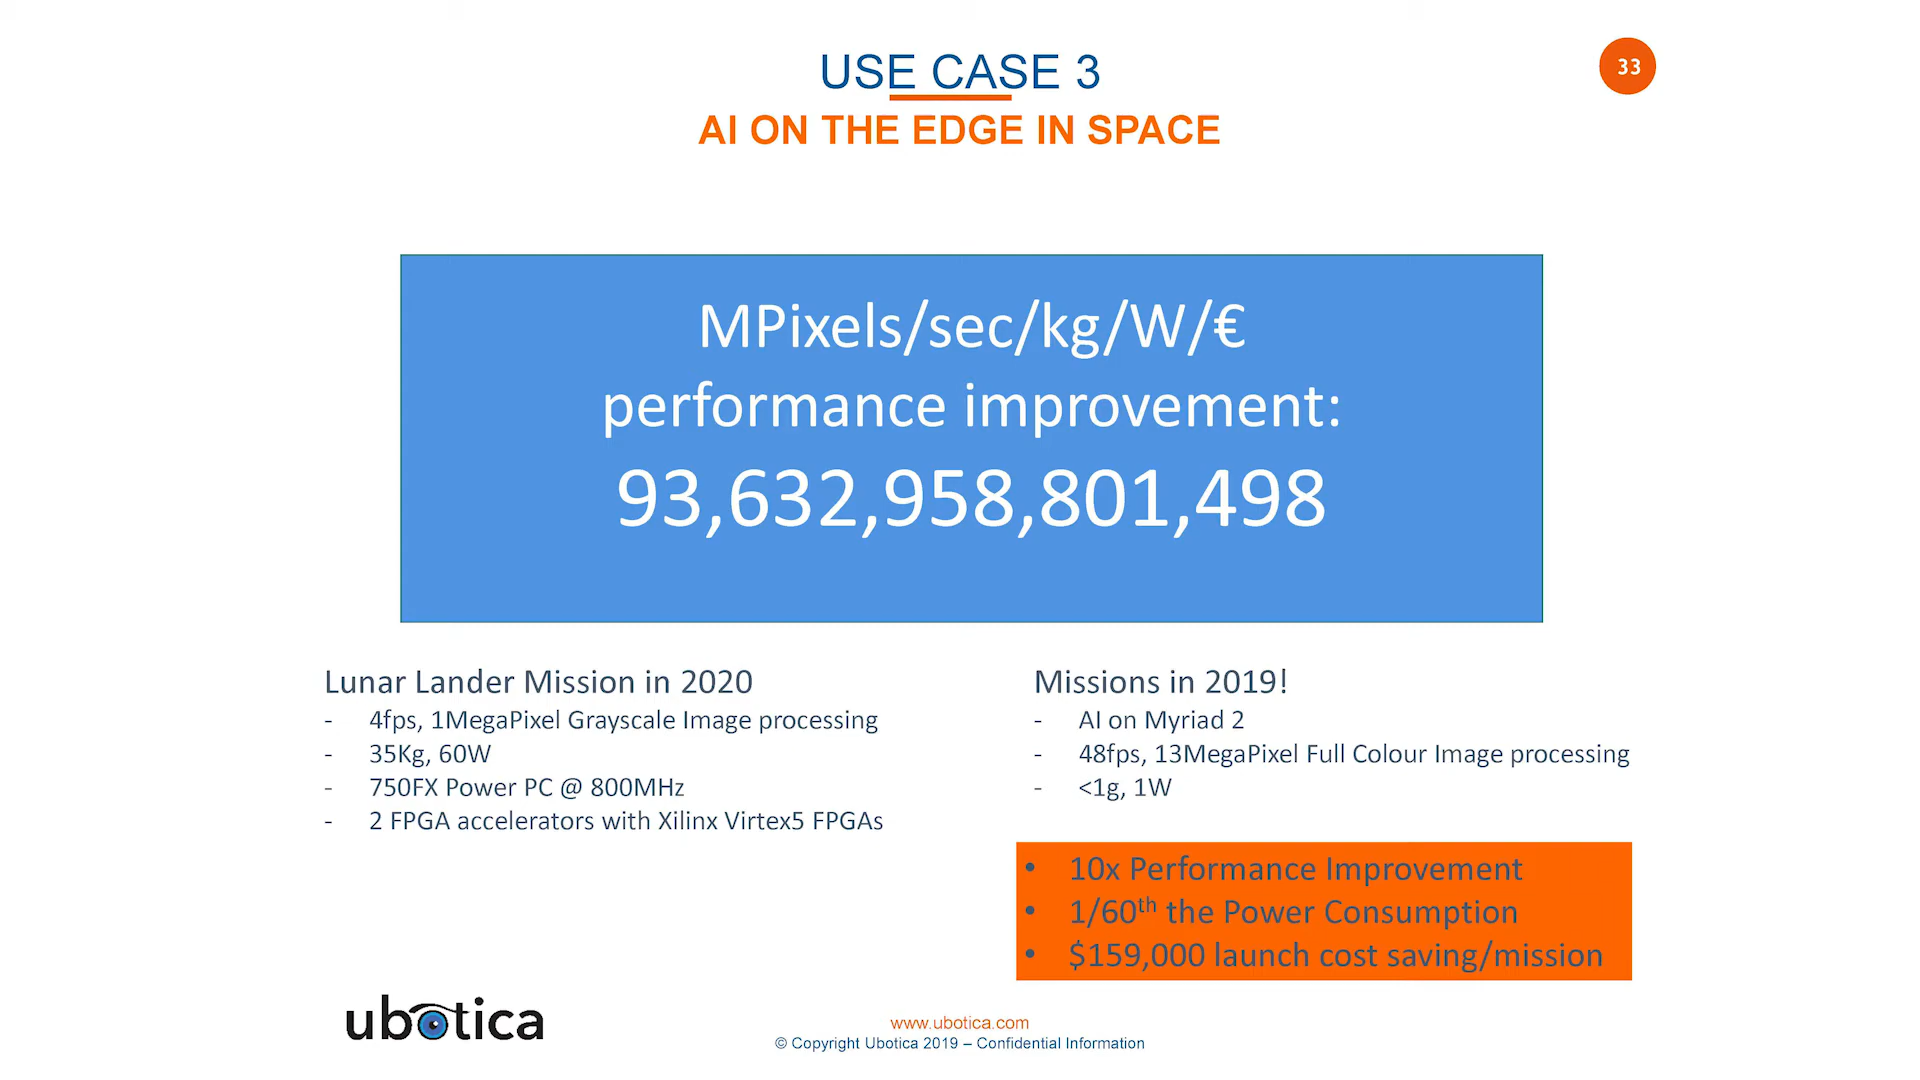 USE CASE 3
33
AI ON THE EDGE IN SPACE
MPixels/sec/kg/W/€
performance improvement:
93,632,958,801,498
Lunar Lander Mission in 2020
- 4fps, 1MegaPixel Grayscale Image processing
- 35Kg, 60W
- 750FX Power PC @ 800MHz
- 2 FPGA accelerators with Xilinx Virtex5 FPGAs
Missions in 2019!
- AI on Myriad 2
- 48fps, 13MegaPixel Full Colour Image processing
- <1g, 1W
• 10x Performance Improvement
• 1/60th the Power Consumption
• $159,000 launch cost saving/mission
ubotica
www.ubotica.com
© Copyright Ubotica 2019 – Confidential Information